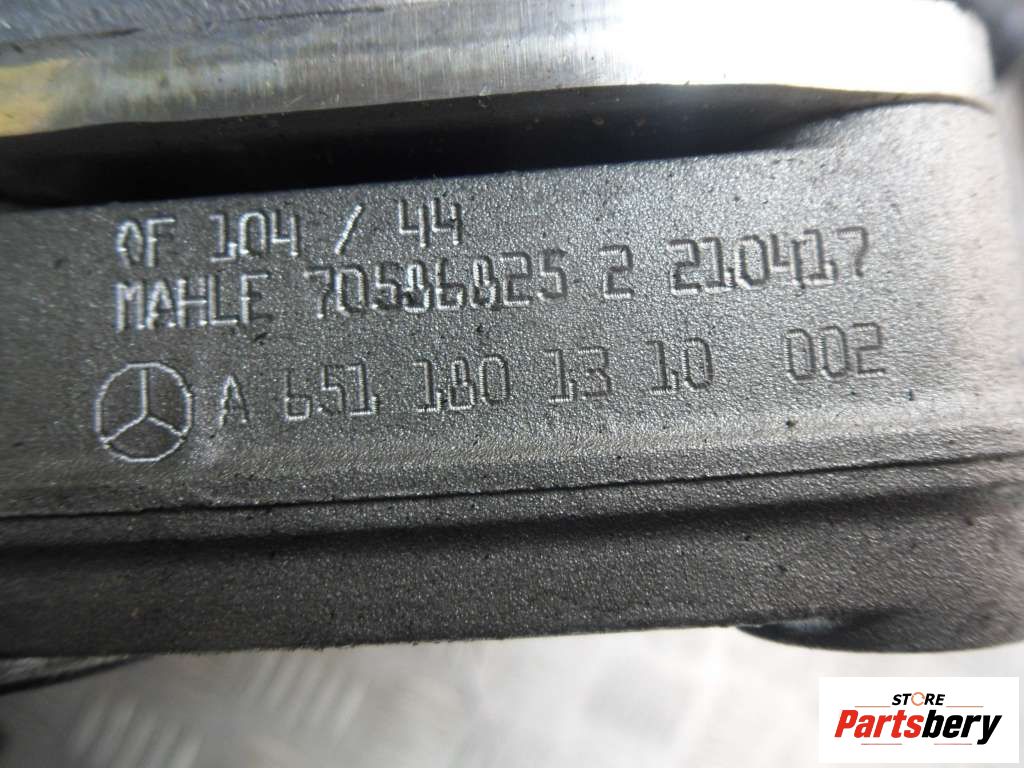 OF 104 / 44
MAHLE 70586825 2 210417
A 651 180 13 10 002
STORE
Partsbery